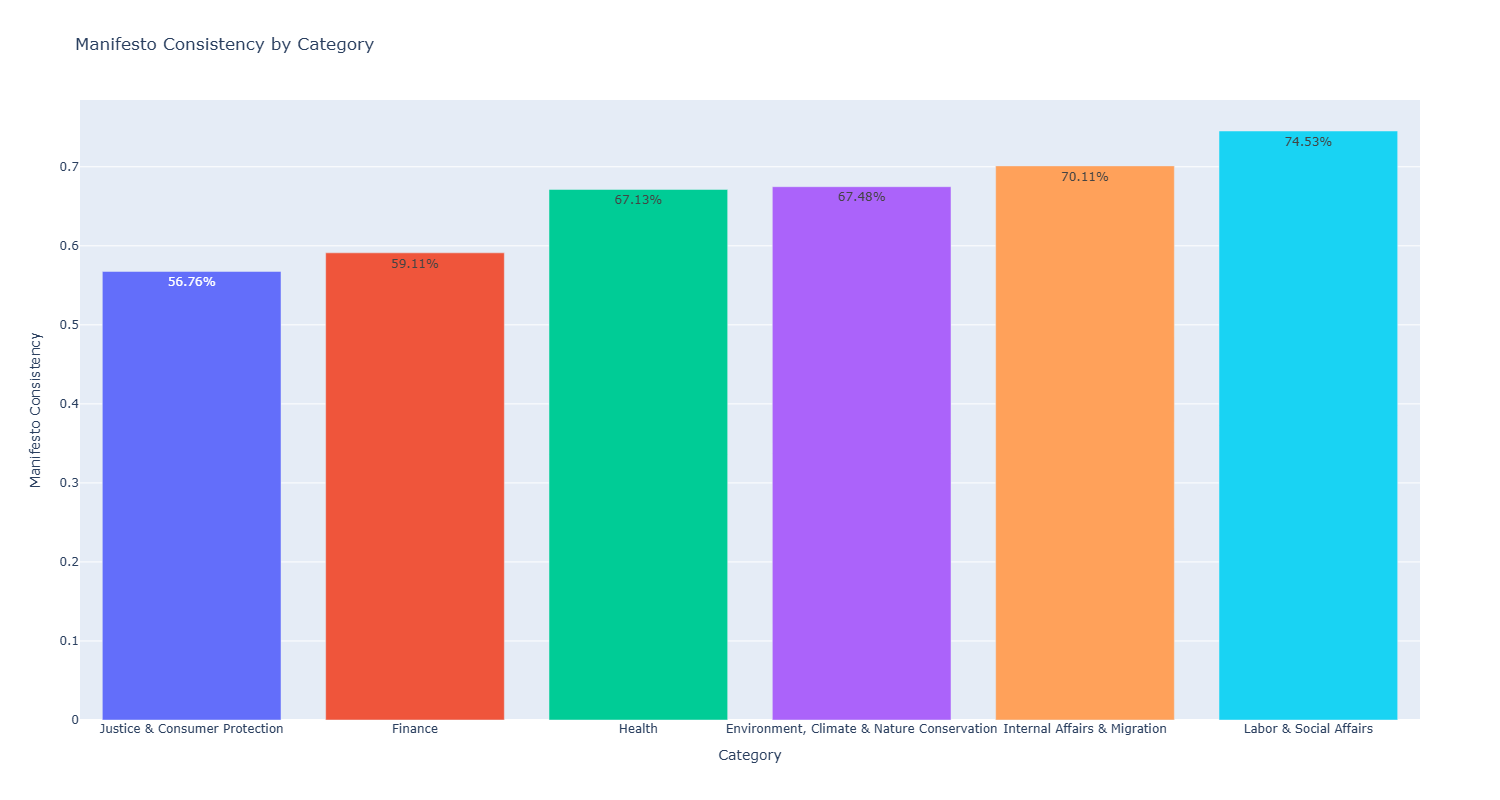 Manifesto Consistency by Category
Manifesto Consistency
0.7
0.6
0.5
0.4
0.3
0.2
0.1
0
56.76%
59.11%
67.13%
67.48%
70.11%
74.53%
Justice & Consumer Protection
Finance
Health
Environment, Climate & Nature Conservation
Internal Affairs & Migration
Labor & Social Affairs
Category